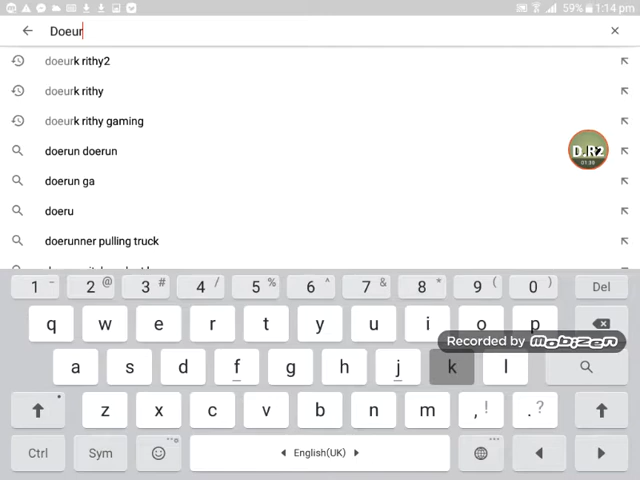 59% 1:14 pm
Doeur
doeurk rithy2
doeurk rithy
doeurk rithy gaming
doerun doerun
D.R2
01:39
doerun ga
doeru
doerunner pulling truck
1 - 2 @ 3 # 4 / 5 % 6 ^ 7 & 8 * 9 ( 0 ) Del
q w e r t y u i o p
Recorded by mobizen
a s d f g h j k l
z x c v b n m , ! . ?
Ctrl Sym English(UK)